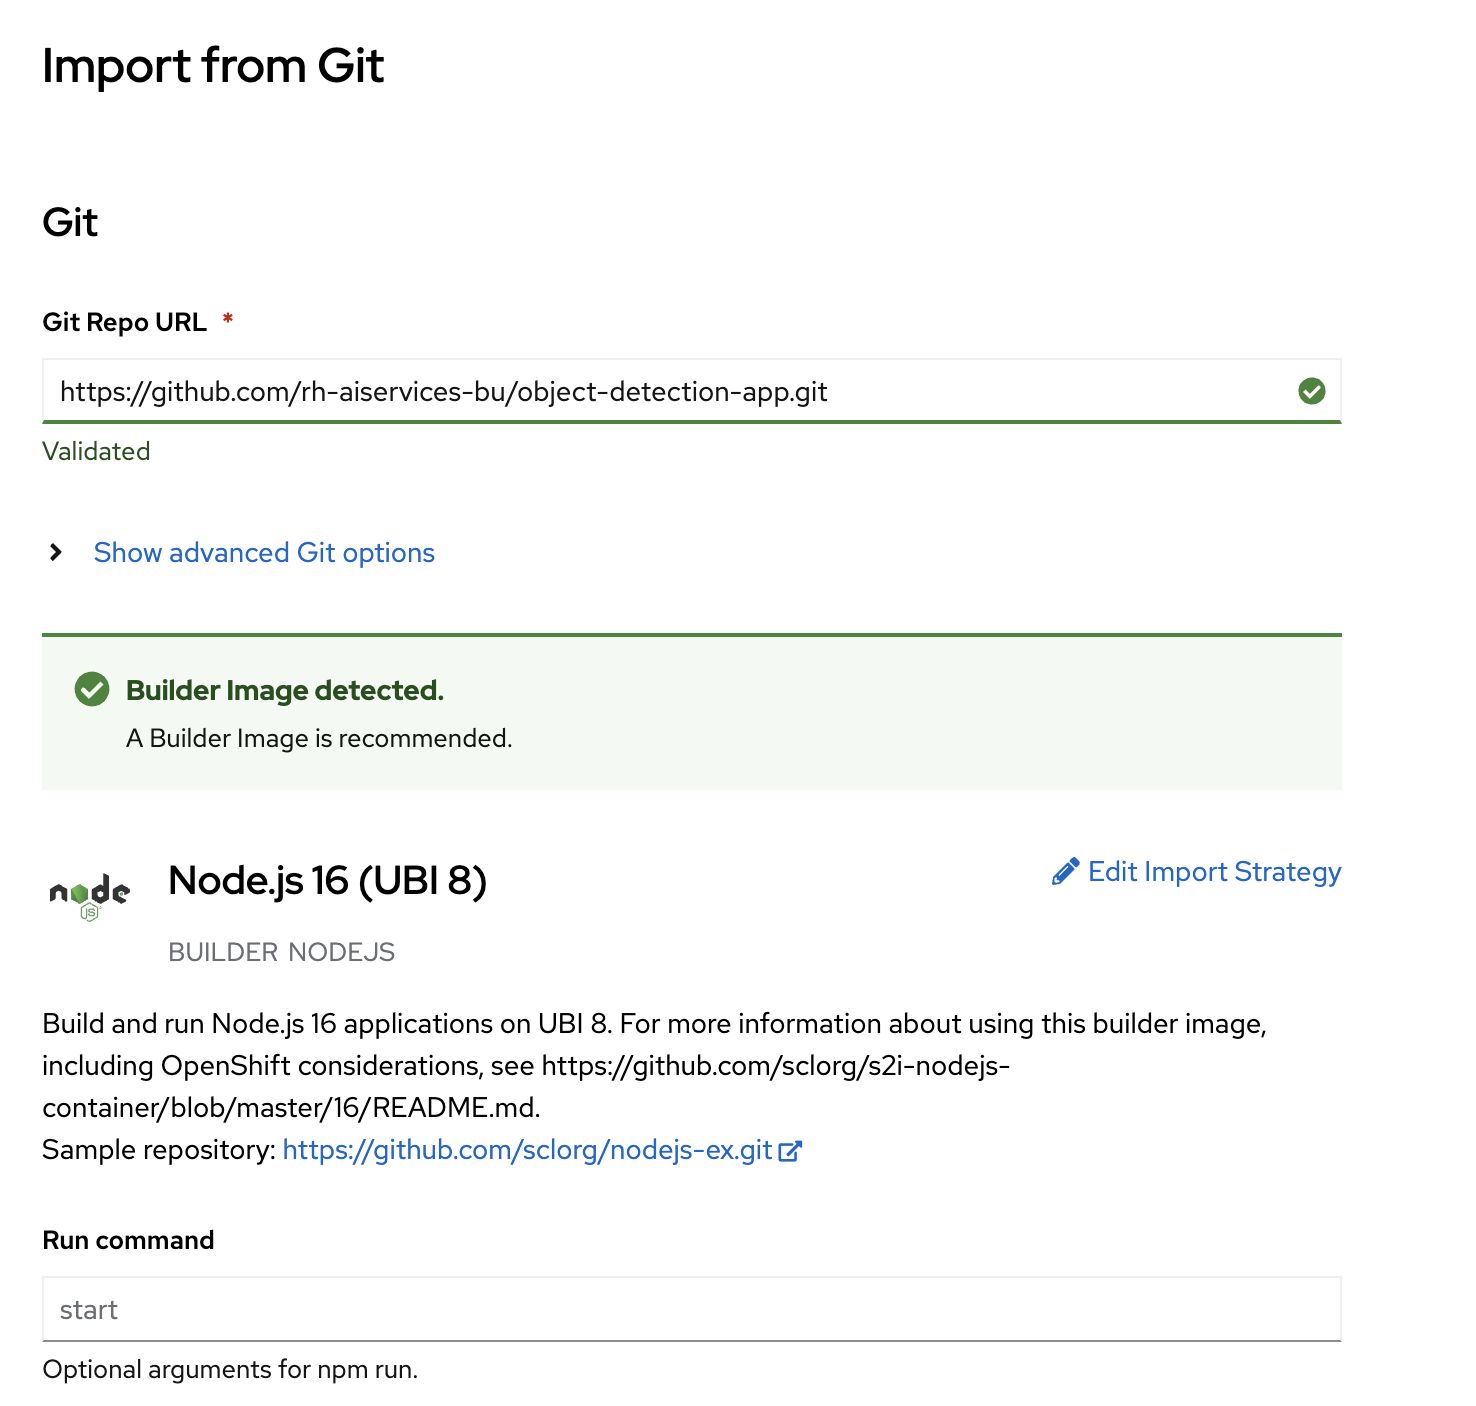 Import from Git
Git
Git Repo URL *
https://github.com/rh-aiservices-bu/object-detection-app.git
Validated
Show advanced Git options
Builder Image detected.
A Builder Image is recommended.
node
JS
Node.js 16 (UBI 8)
Edit Import Strategy
BUILDER NODEJS
Build and run Node.js 16 applications on UBI 8. For more information about using this builder image,
including OpenShift considerations, see https://github.com/sclorg/s2i-nodejs-
container/blob/master/16/README.md.
Sample repository: https://github.com/sclorg/nodejs-ex.git
Run command
start
Optional arguments for npm run.